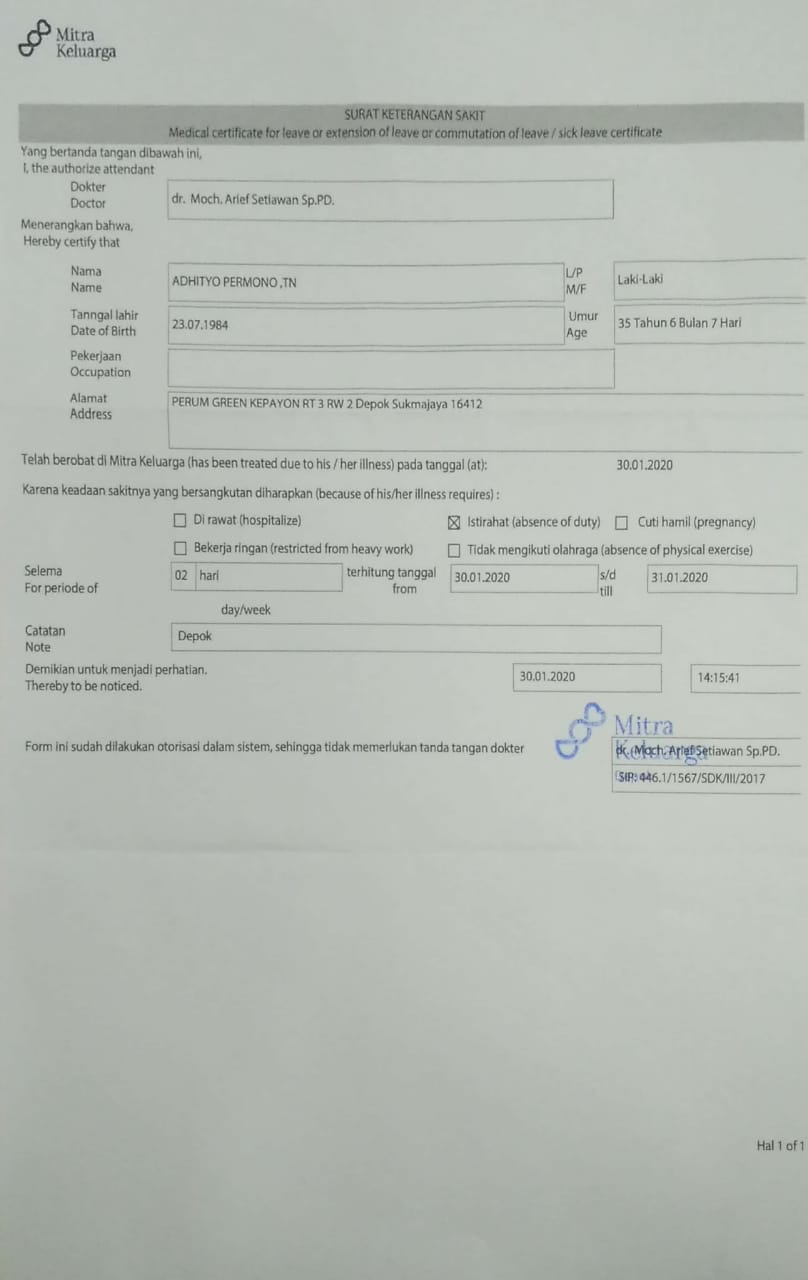 Mitra
Keluarga
SURAT KETERANGAN SAKIT
Medical certificate for leave or extension of leave or commutation of leave / sick leave certificate
Yang bertanda tangan dibawah ini,
I, the authorize attendant
Dokter
Doctor
dr. Moch. Arief Setiawan Sp.PD.
Menerangkan bahwa,
Hereby certify that
Nama
Name
ADHITYO PERMONO ,TN
L/P
M/F
Laki-Laki
Tanngal lahir
Date of Birth
23.07.1984
Umur
Age
35 Tahun 6 Bulan 7 Hari
Pekerjaan
Occupation
Alamat
Address
PERUM GREEN KEPAYON RT 3 RW 2 Depok Sukmajaya 16412
Telah berobat di Mitra Keluarga (has been treated due to his / her illness) pada tanggal (at): 30.01.2020
Karena keadaan sakitnya yang bersangkutan diharapkan (because of his/her illness requires) :
Di rawat (hospitalize) Istirahat (absence of duty) Cuti hamil (pregnancy)
Bekerja ringan (restricted from heavy work) Tidak mengikuti olahraga (absence of physical exercise)
Selema
For periode of
02 hari
terhitung tanggal
from
30.01.2020
s/d
till
31.01.2020
day/week
Catatan
Note
Depok
Demikian untuk menjadi perhatian.
Thereby to be noticed.
30.01.2020
14:15:41
Mitra
Keluarga
Form ini sudah dilakukan otorisasi dalam sistem, sehingga tidak memerlukan tanda tangan dokter
dr. Moch. Arief Setiawan Sp.PD.
SIP: 446.1/1567/SDK/III/2017
Hal 1 of 1